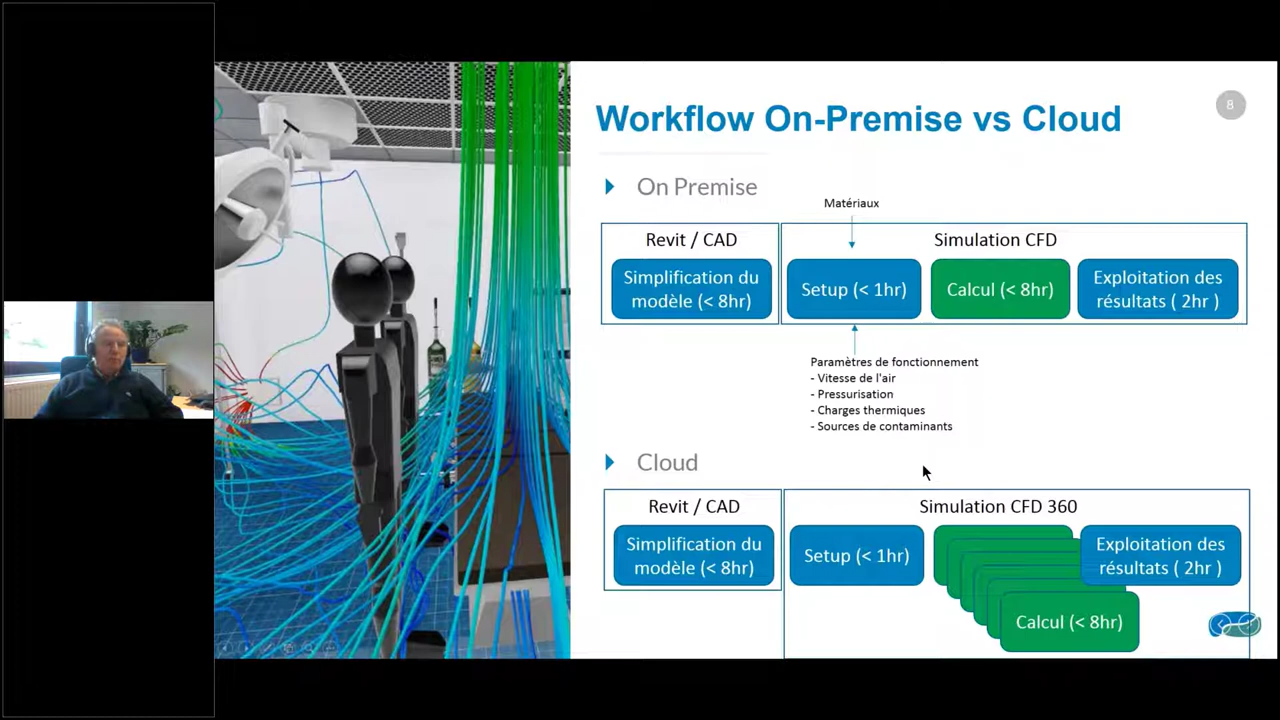 Workflow On-Premise vs Cloud
8
On Premise
Matériaux
Revit / CAD
Simulation CFD
Simplification du
modèle (< 8hr)
Setup (< 1hr)
Calcul (< 8hr)
Exploitation des
résultats ( 2hr )
Paramètres de fonctionnement
- Vitesse de l'air
- Pressurisation
- Charges thermiques
- Sources de contaminants
Cloud
Revit / CAD
Simulation CFD 360
Simplification du
modèle (< 8hr)
Setup (< 1hr)
Exploitation des
résultats ( 2hr )
Calcul (< 8hr)